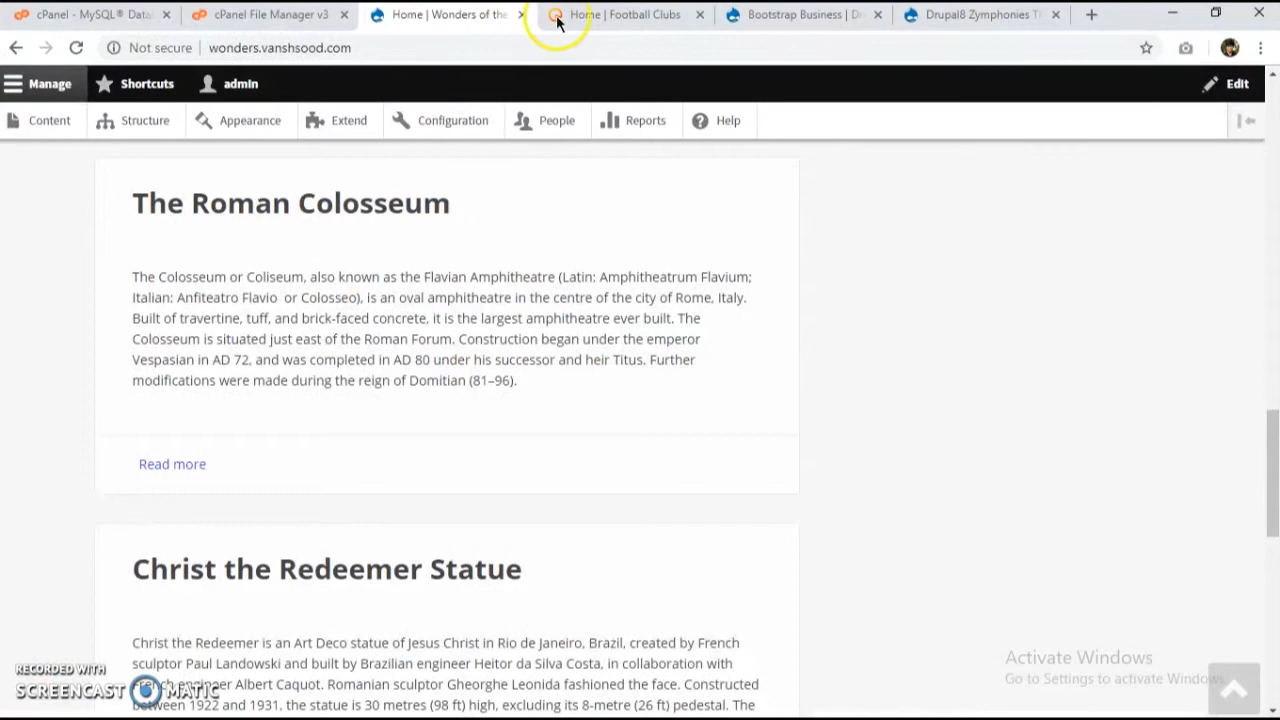 cPanel - MySQL® Data
cPanel File Manager v3
Home | Wonders of the
Home | Football Clubs
Bootstrap Business | Dr
Drupal8 Zymphonies T
Not secure | wonders.vanshsood.com
Manage
Shortcuts
admin
Edit
Content
Structure
Appearance
Extend
Configuration
People
Reports
Help
The Roman Colosseum
The Colosseum or Coliseum, also known as the Flavian Amphitheatre (Latin: Amphitheatrum Flavium;
Italian: Anfiteatro Flavio or Colosseo), is an oval amphitheatre in the centre of the city of Rome, Italy.
Built of travertine, tuff, and brick-faced concrete, it is the largest amphitheatre ever built. The
Colosseum is situated just east of the Roman Forum. Construction began under the emperor
Vespasian in AD 72, and was completed in AD 80 under his successor and heir Titus. Further
modifications were made during the reign of Domitian (81–96).
Read more
Christ the Redeemer Statue
Christ the Redeemer is an Art Deco statue of Jesus Christ in Rio de Janeiro, Brazil, created by French
sculptor Paul Landowski and built by Brazilian engineer Heitor da Silva Costa, in collaboration with
French engineer Albert Caquot. Romanian sculptor Gheorghe Leonida fashioned the face. Constructed
between 1922 and 1931, the statue is 30 metres (98 ft) high, excluding its 8-metre (26 ft) pedestal. The
Activate Windows
Go to Settings to activate Windows.
RECORDED WITH
SCREENCAST MATIC